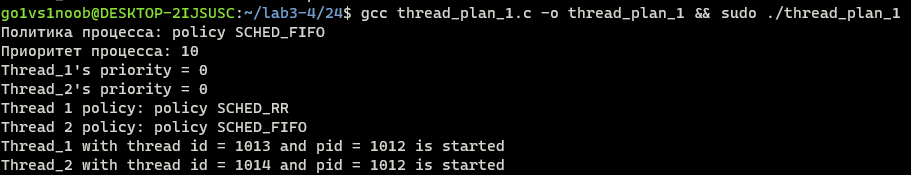 go1vs1noob@DESKTOP-2IJSUSC:~/lab3-4/24$ gcc thread_plan_1.c -o thread_plan_1 && sudo ./thread_plan_1
Политика процесса: policy SCHED_FIFO
Приоритет процесса: 10
Thread_1's priority = 0
Thread_2's priority = 0
Thread 1 policy: policy SCHED_RR
Thread 2 policy: policy SCHED_FIFO
Thread_1 with thread id = 1013 and pid = 1012 is started
Thread_2 with thread id = 1014 and pid = 1012 is started